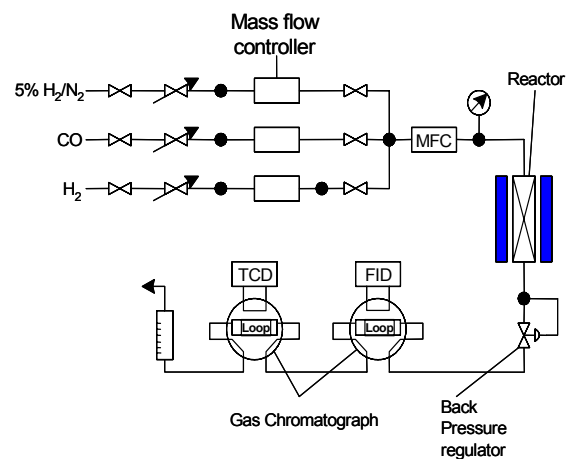 Mass flow
controller
5% H₂/N₂
Reactor
CO
MFC
H₂
TCD
FID
Loop
Loop
Gas Chromatograph
Back
Pressure
regulator